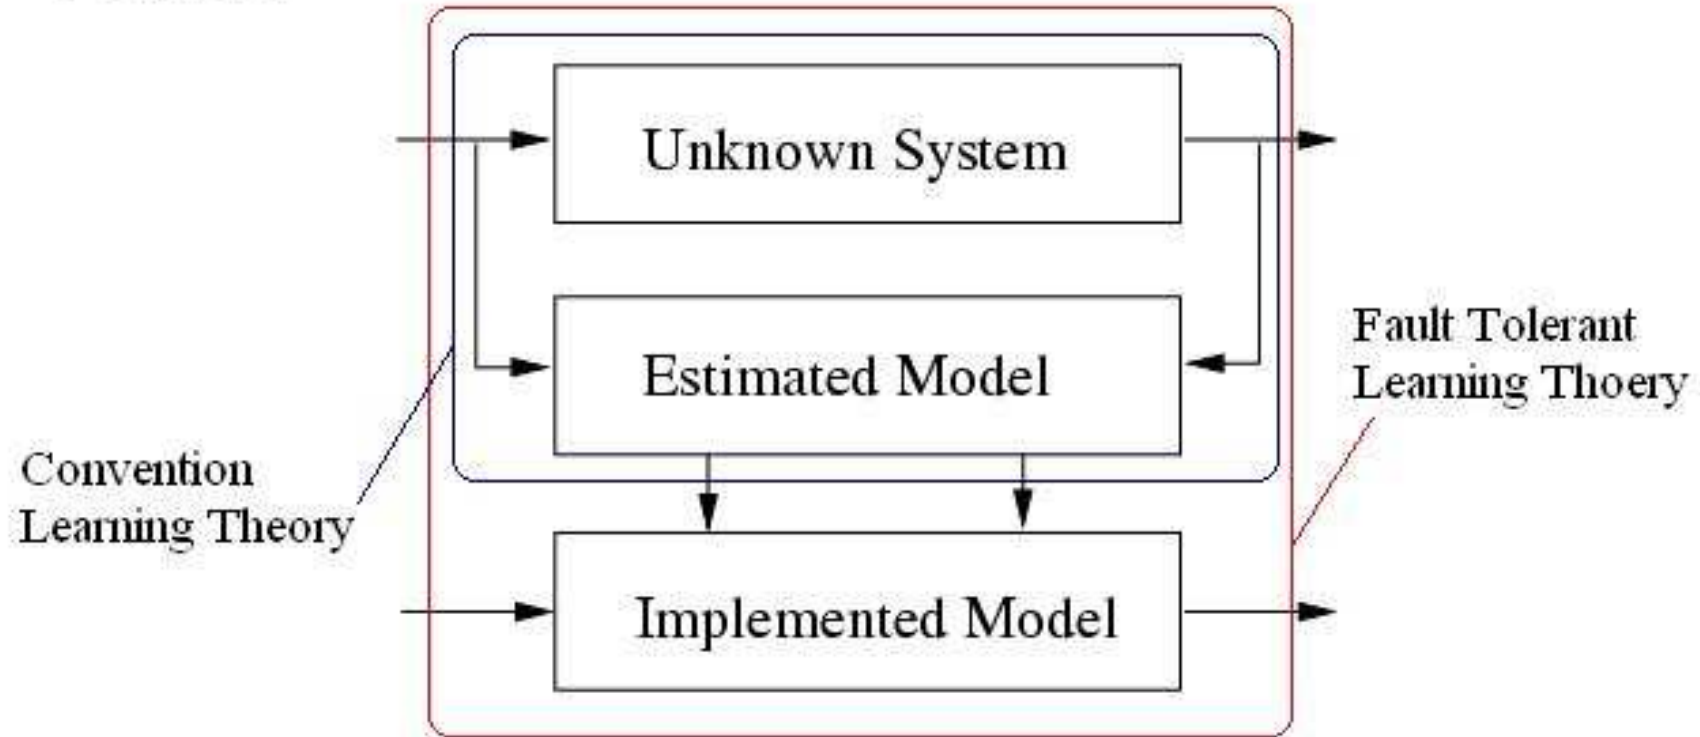 Unknown System
Estimated Model
Fault Tolerant
Learning Thoery
Convention
Learning Theory
Implemented Model